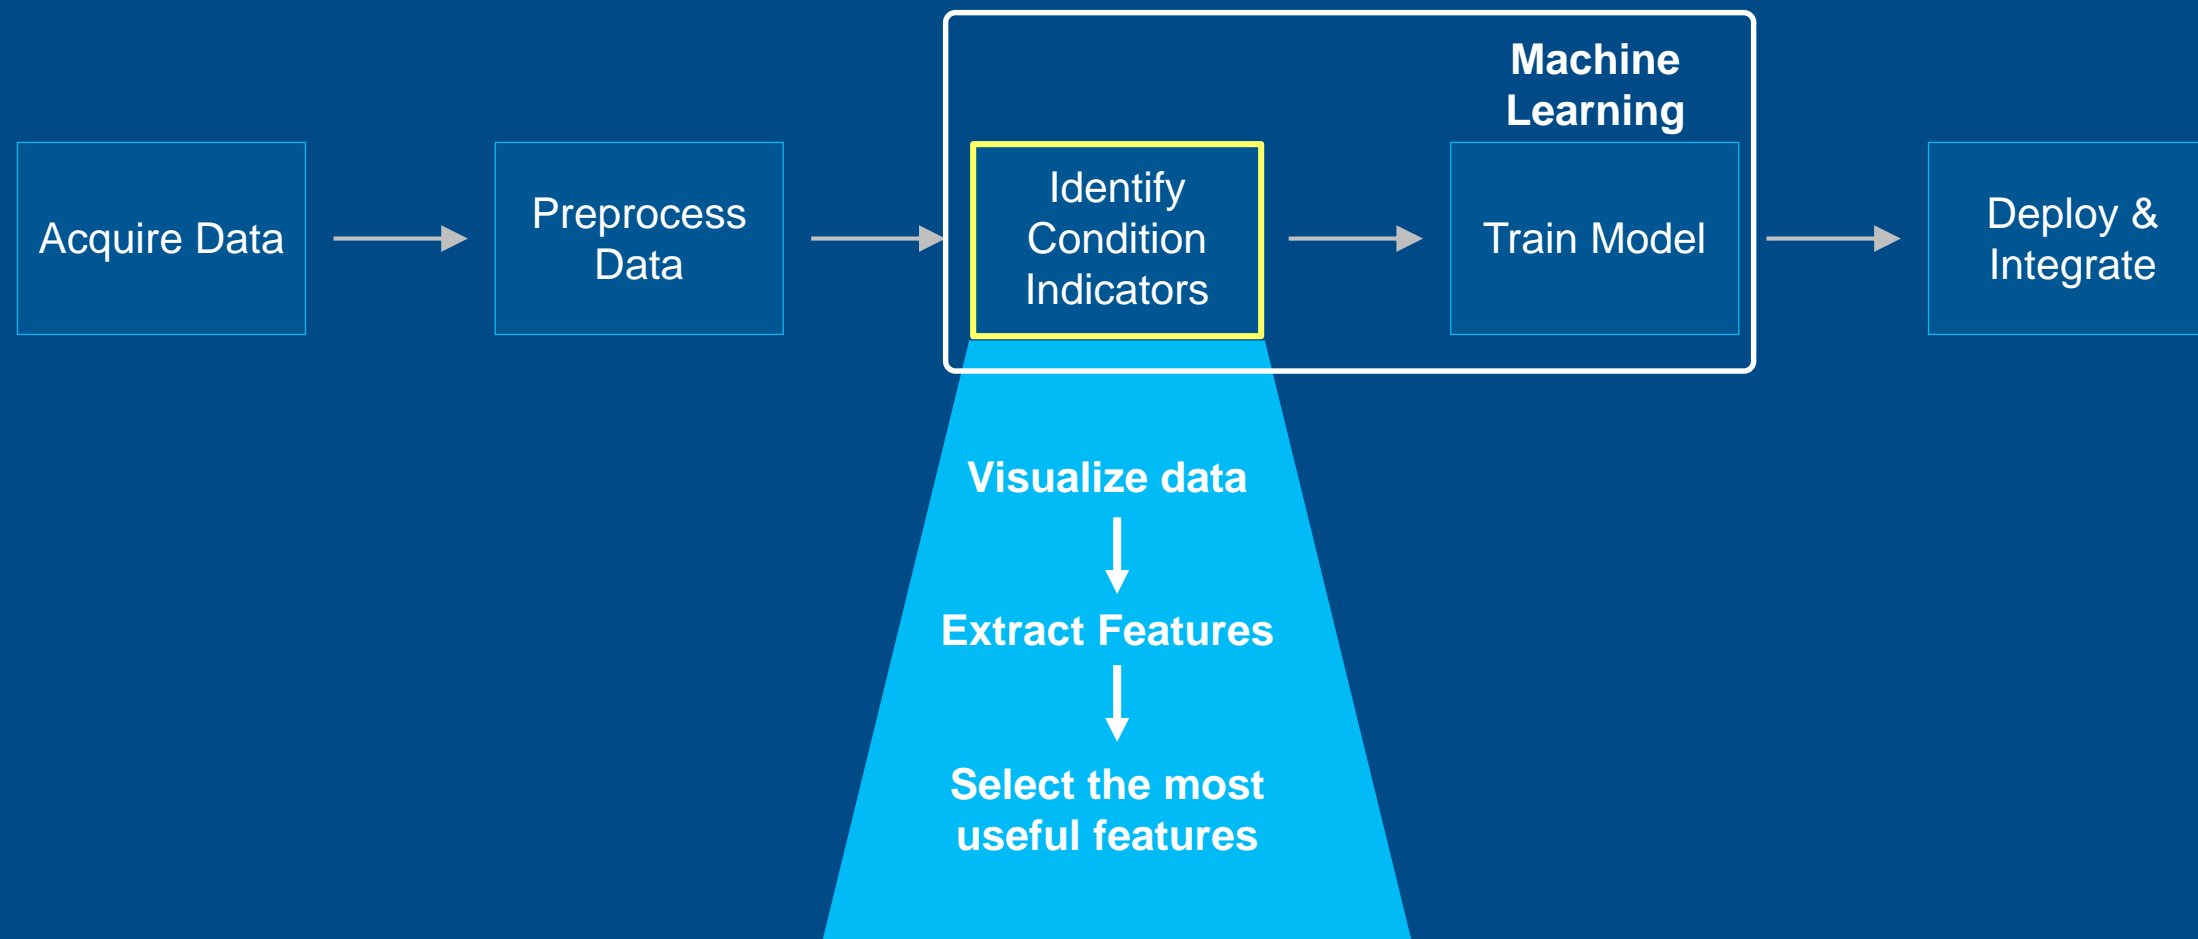 Machine
Learning
Acquire Data
Preprocess
Data
Identify
Condition
Indicators
Train Model
Deploy &
Integrate
Visualize data
Extract Features
Select the most
useful features